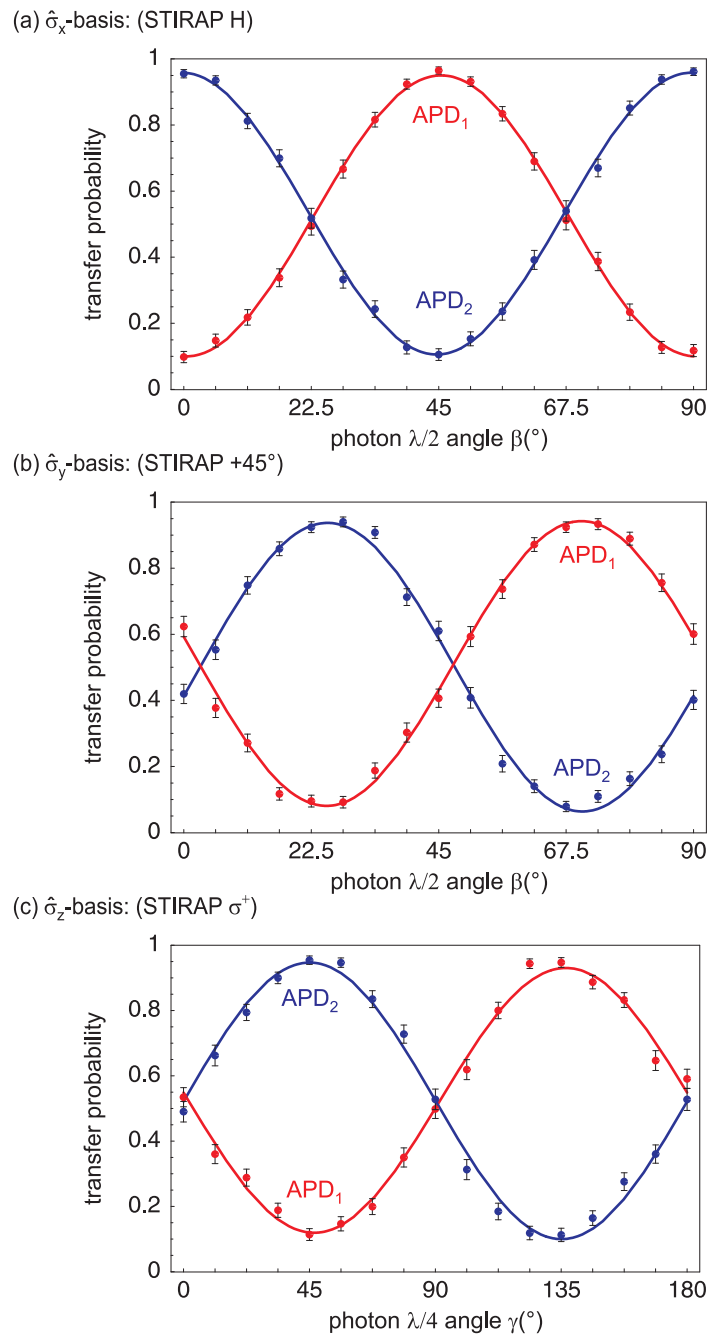 (a) σ̂ₓ-basis: (STIRAP H)
1
0.8
0.6
0.4
0.2
0
transfer probability
APD₁
APD₂
0 22.5 45 67.5 90
photon λ/2 angle β(°)
(b) σ̂ᵧ-basis: (STIRAP +45°)
1
0.8
0.6
0.4
0.2
0
transfer probability
APD₁
APD₂
0 22.5 45 67.5 90
photon λ/2 angle β(°)
(c) σ̂_z-basis: (STIRAP σ⁺)
1
0.8
0.6
0.4
0.2
0
transfer probability
APD₂
APD₁
0 45 90 135 180
photon λ/4 angle γ(°)